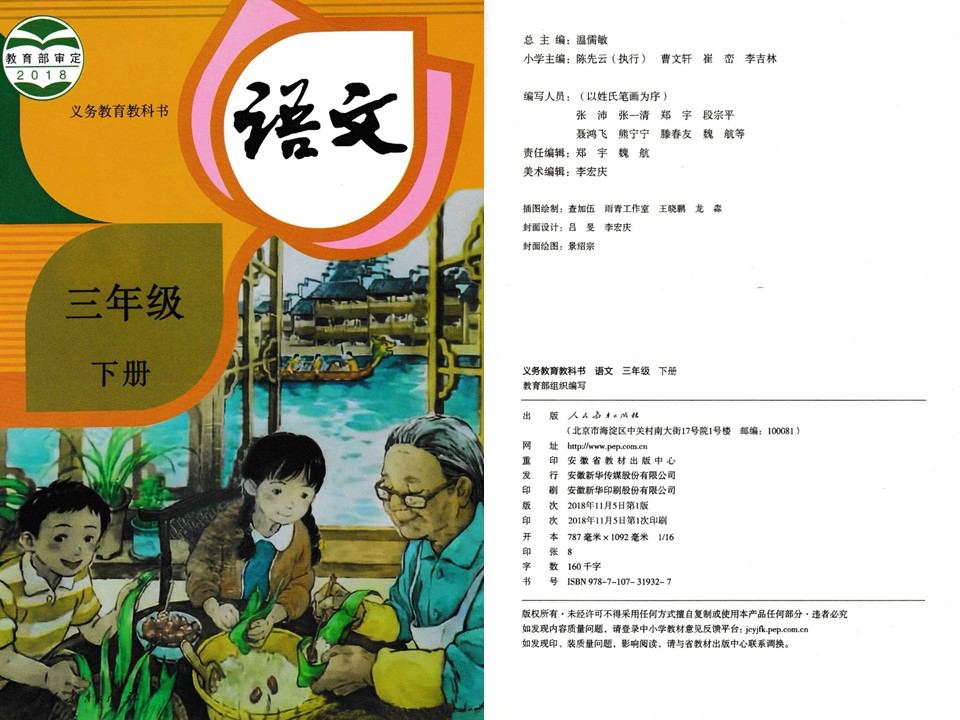 教育部审定
2018
义务教育教科书
语文
三年级
下册
人民教育出版社
总 主 编：温儒敏
小学主编：陈先云（执行） 曹文轩 崔 峦 李吉林
编写人员：（以姓氏笔画为序）
张 沛 张一清 郑 宇 段宗平
聂鸿飞 熊宁宁 滕春友 魏 航等
责任编辑：郑 宇 魏 航
美术编辑：李宏庆
插图绘制：查加伍 雨青工作室 王晓鹏 龙 淼
封面设计：吕 旻 李宏庆
封面绘图：景绍宗
义务教育教科书 语文 三年级 下册
教育部组织编写
出 版 人民教育出版社
（北京市海淀区中关村南大街17号院1号楼 邮编：100081）
网 址 http://www.pep.com.cn
重 印 安徽省教材出版中心
发 行 安徽新华传媒股份有限公司
印 刷 安徽新华印刷股份有限公司
版 次 2018年11月5日第1版
印 次 2018年11月5日第1次印刷
开 本 787 毫米×1092 毫米 1/16
印 张 8
字 数 160 千字
书 号 ISBN 978-7-107-31932-7
版权所有·未经许可不得采用任何方式擅自复制或使用本产品任何部分·违者必究
如发现内容质量问题，请登录中小学教材意见反馈平台：jcyjfk.pep.com.cn
如发现印、装质量问题，影响阅读，请与省教材出版中心联系调换。